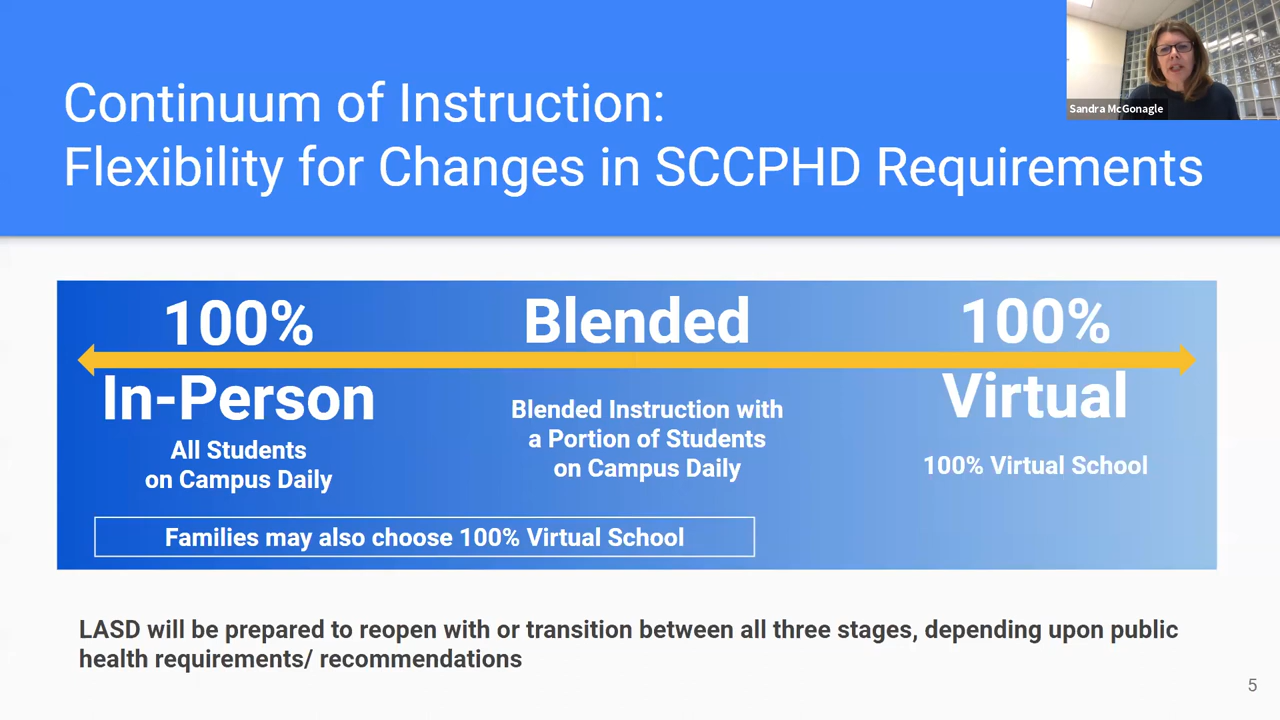 Sandra McGonagle
Continuum of Instruction:
Flexibility for Changes in SCCPHD Requirements
100%
In-Person
All Students
on Campus Daily
Blended
Blended Instruction with
a Portion of Students
on Campus Daily
100%
Virtual
100% Virtual School
Families may also choose 100% Virtual School
LASD will be prepared to reopen with or transition between all three stages, depending upon public
health requirements/ recommendations
5